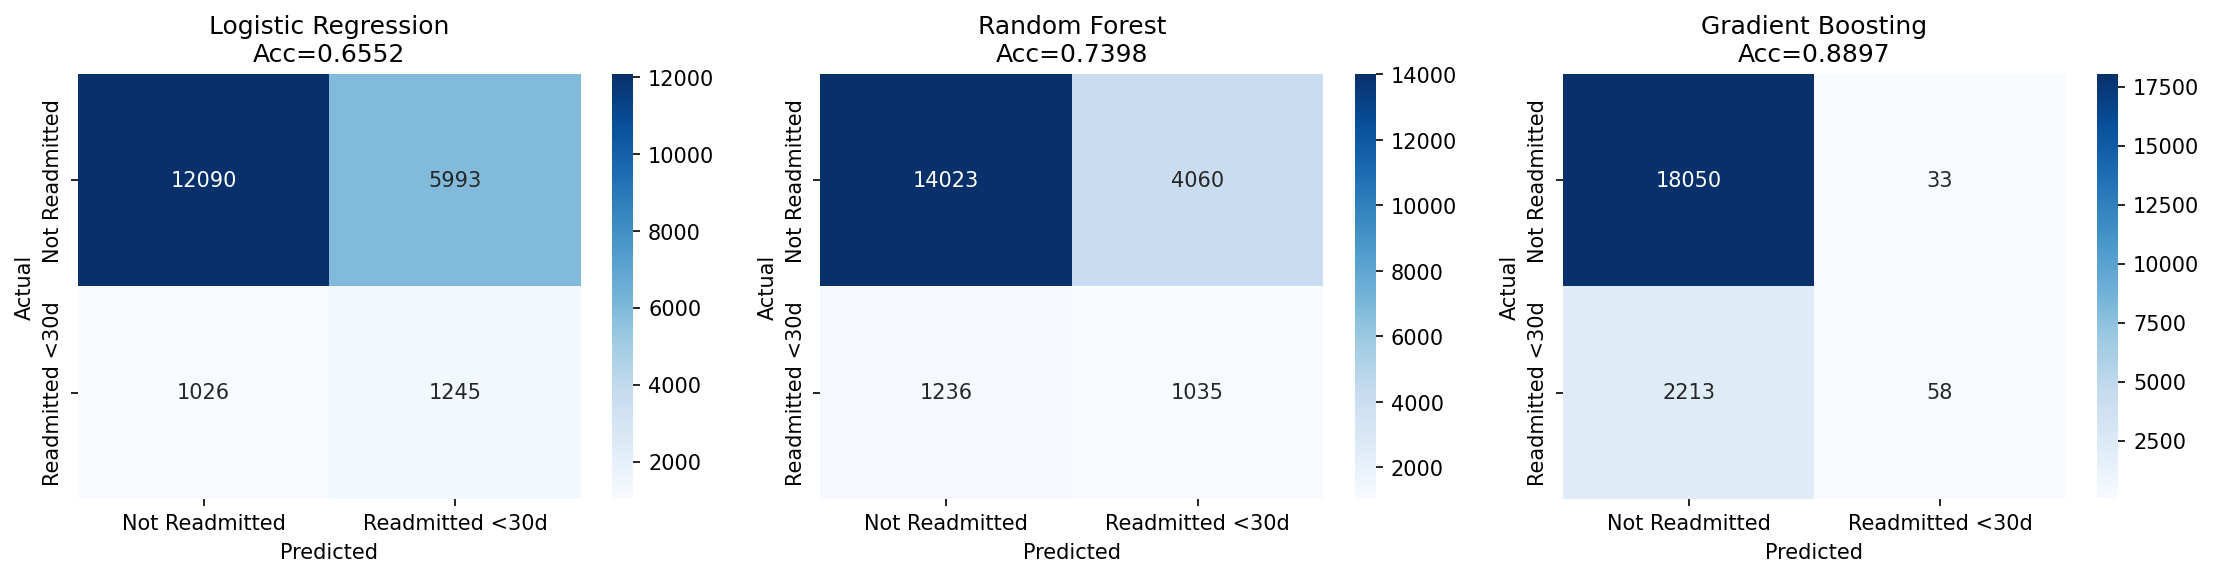 Logistic Regression
Acc=0.6552
Actual
Not Readmitted
Readmitted <30d
12090
5993
1026
1245
Not Readmitted
Readmitted <30d
Predicted
12000
10000
8000
6000
4000
2000
Random Forest
Acc=0.7398
Actual
Not Readmitted
Readmitted <30d
14023
4060
1236
1035
Not Readmitted
Readmitted <30d
Predicted
14000
12000
10000
8000
6000
4000
2000
Gradient Boosting
Acc=0.8897
Actual
Not Readmitted
Readmitted <30d
18050
33
2213
58
Not Readmitted
Readmitted <30d
Predicted
17500
15000
12500
10000
7500
5000
2500